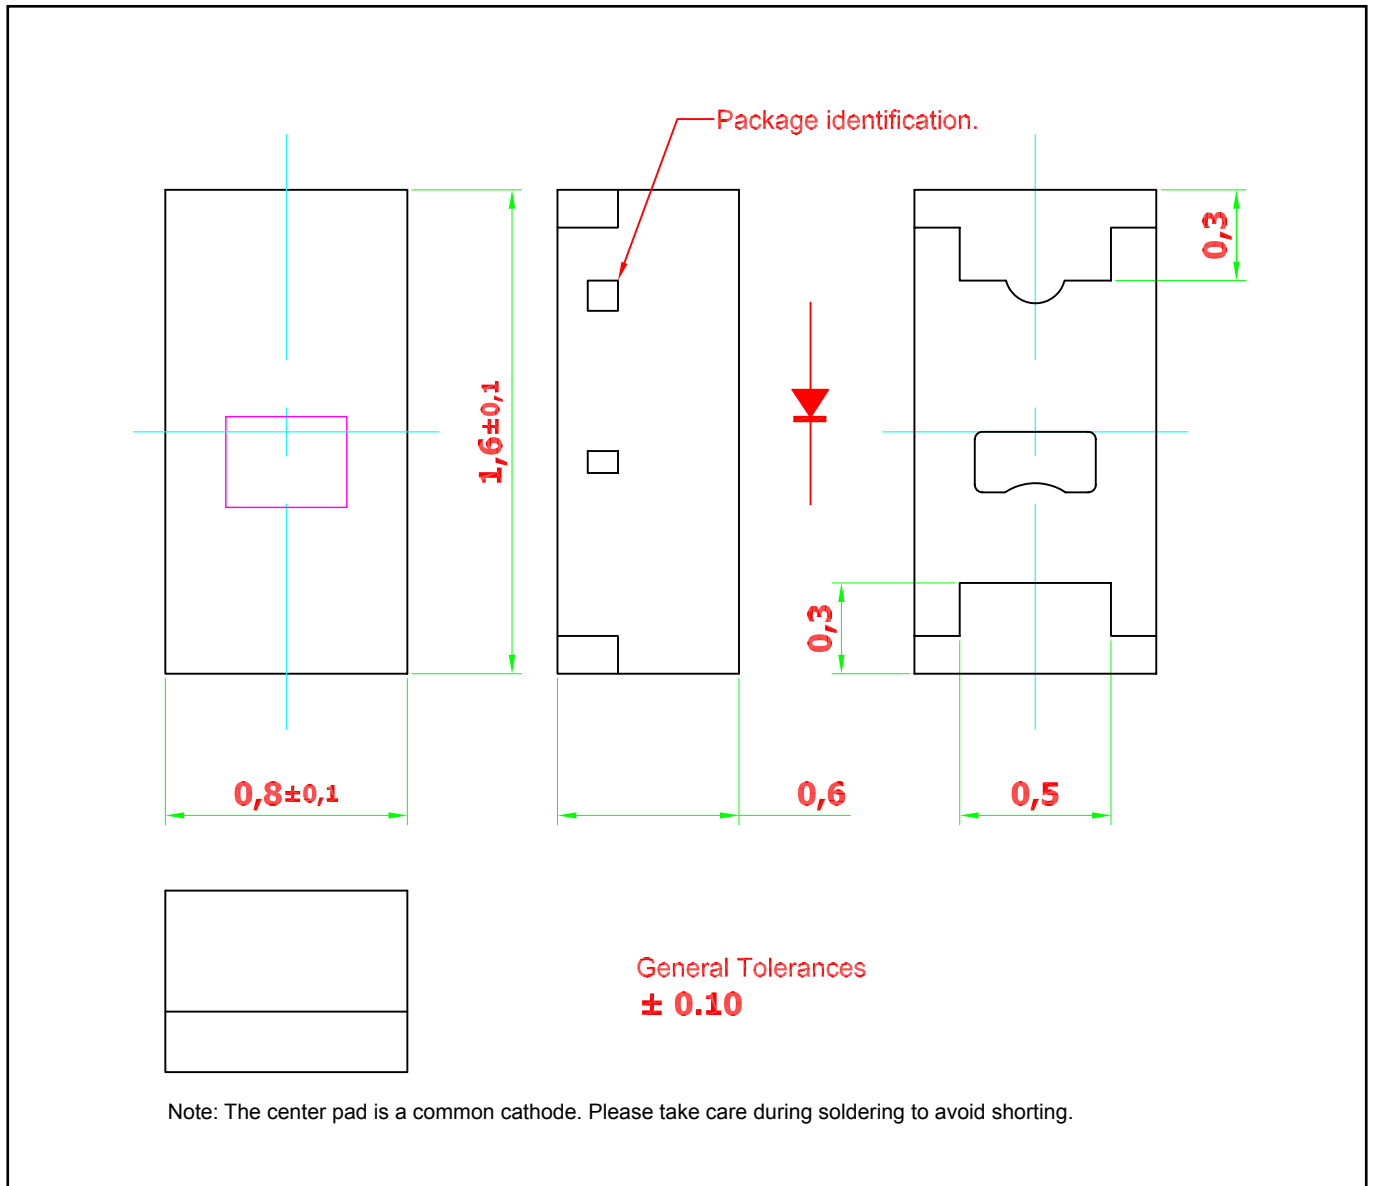 Package identification.
0,3
1,6±0,1
0,3
0,8±0,1
0,6
0,5
General Tolerances
± 0.10
Note: The center pad is a common cathode. Please take care during soldering to avoid shorting.